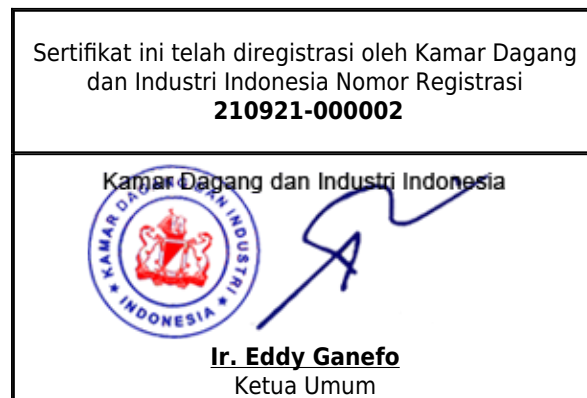 Sertifikat ini telah diregistrasi oleh Kamar Dagang
dan Industri Indonesia Nomor Registrasi
210921-000002
Kamar Dagang dan Industri Indonesia
KAMAR DAGANG DAN INDUSTRI
INDONESIA
Ir. Eddy Ganefo
Ketua Umum